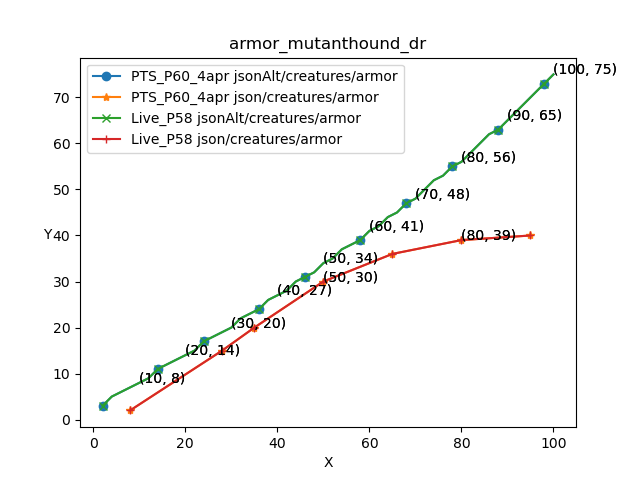 armor_mutanthound_dr
PTS_P60_4apr jsonAlt/creatures/armor
PTS_P60_4apr json/creatures/armor
Live_P58 jsonAlt/creatures/armor
Live_P58 json/creatures/armor
(100, 75)
(90, 65)
(80, 56)
(70, 48)
(60, 41)
(80, 39)
(50, 34)
(50, 30)
(40, 27)
(30, 20)
(20, 14)
(10, 8)
Y
70
60
50
40
30
20
10
0
0 20 40 60 80 100
X